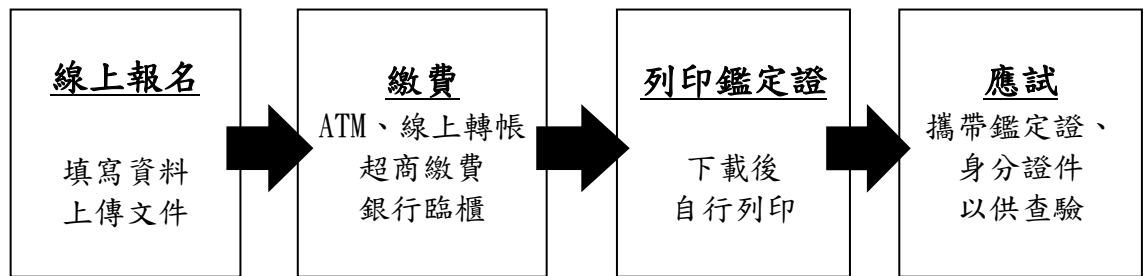 線上報名
填寫資料
上傳文件
繳費
ATM、線上轉帳
超商繳費
銀行臨櫃
列印鑑定證
下載後
自行列印
應試
攜帶鑑定證、
身分證件
以供查驗